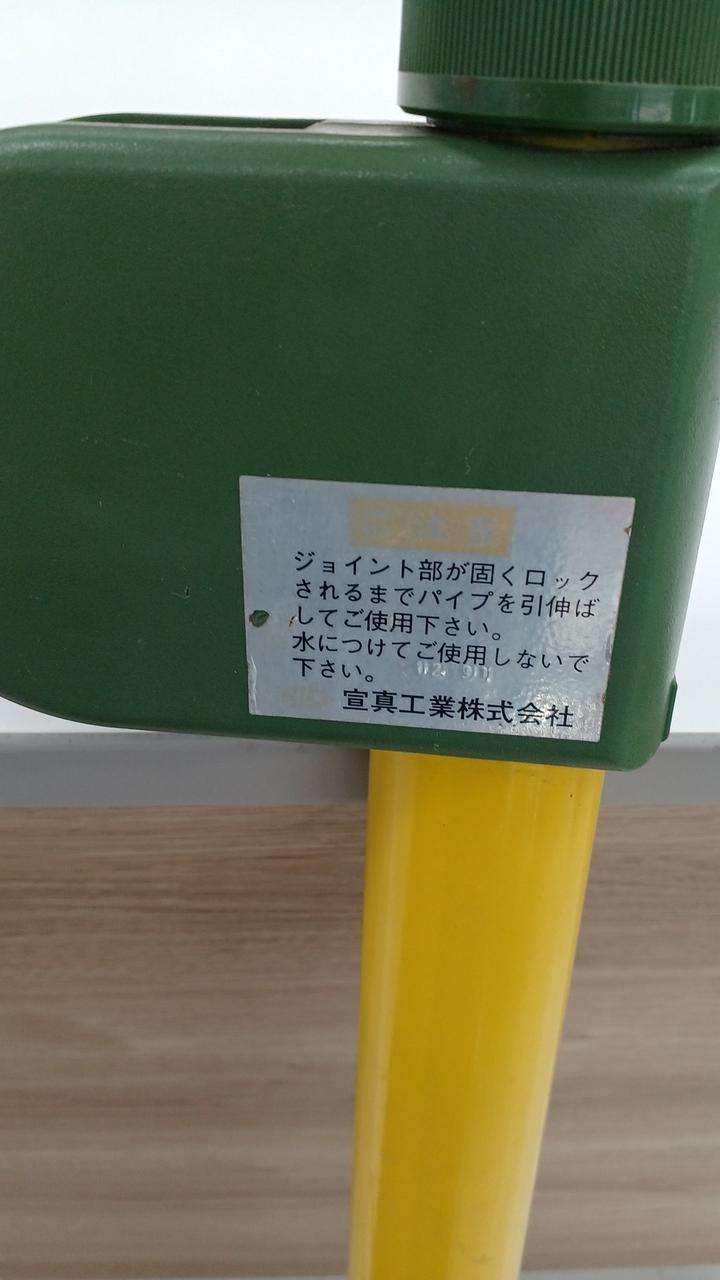 ご注意
ジョイント部が固くロック
されるまでパイプを引伸ば
してご使用下さい。
水につけてご使用しないで
下さい。
宣真工業株式会社